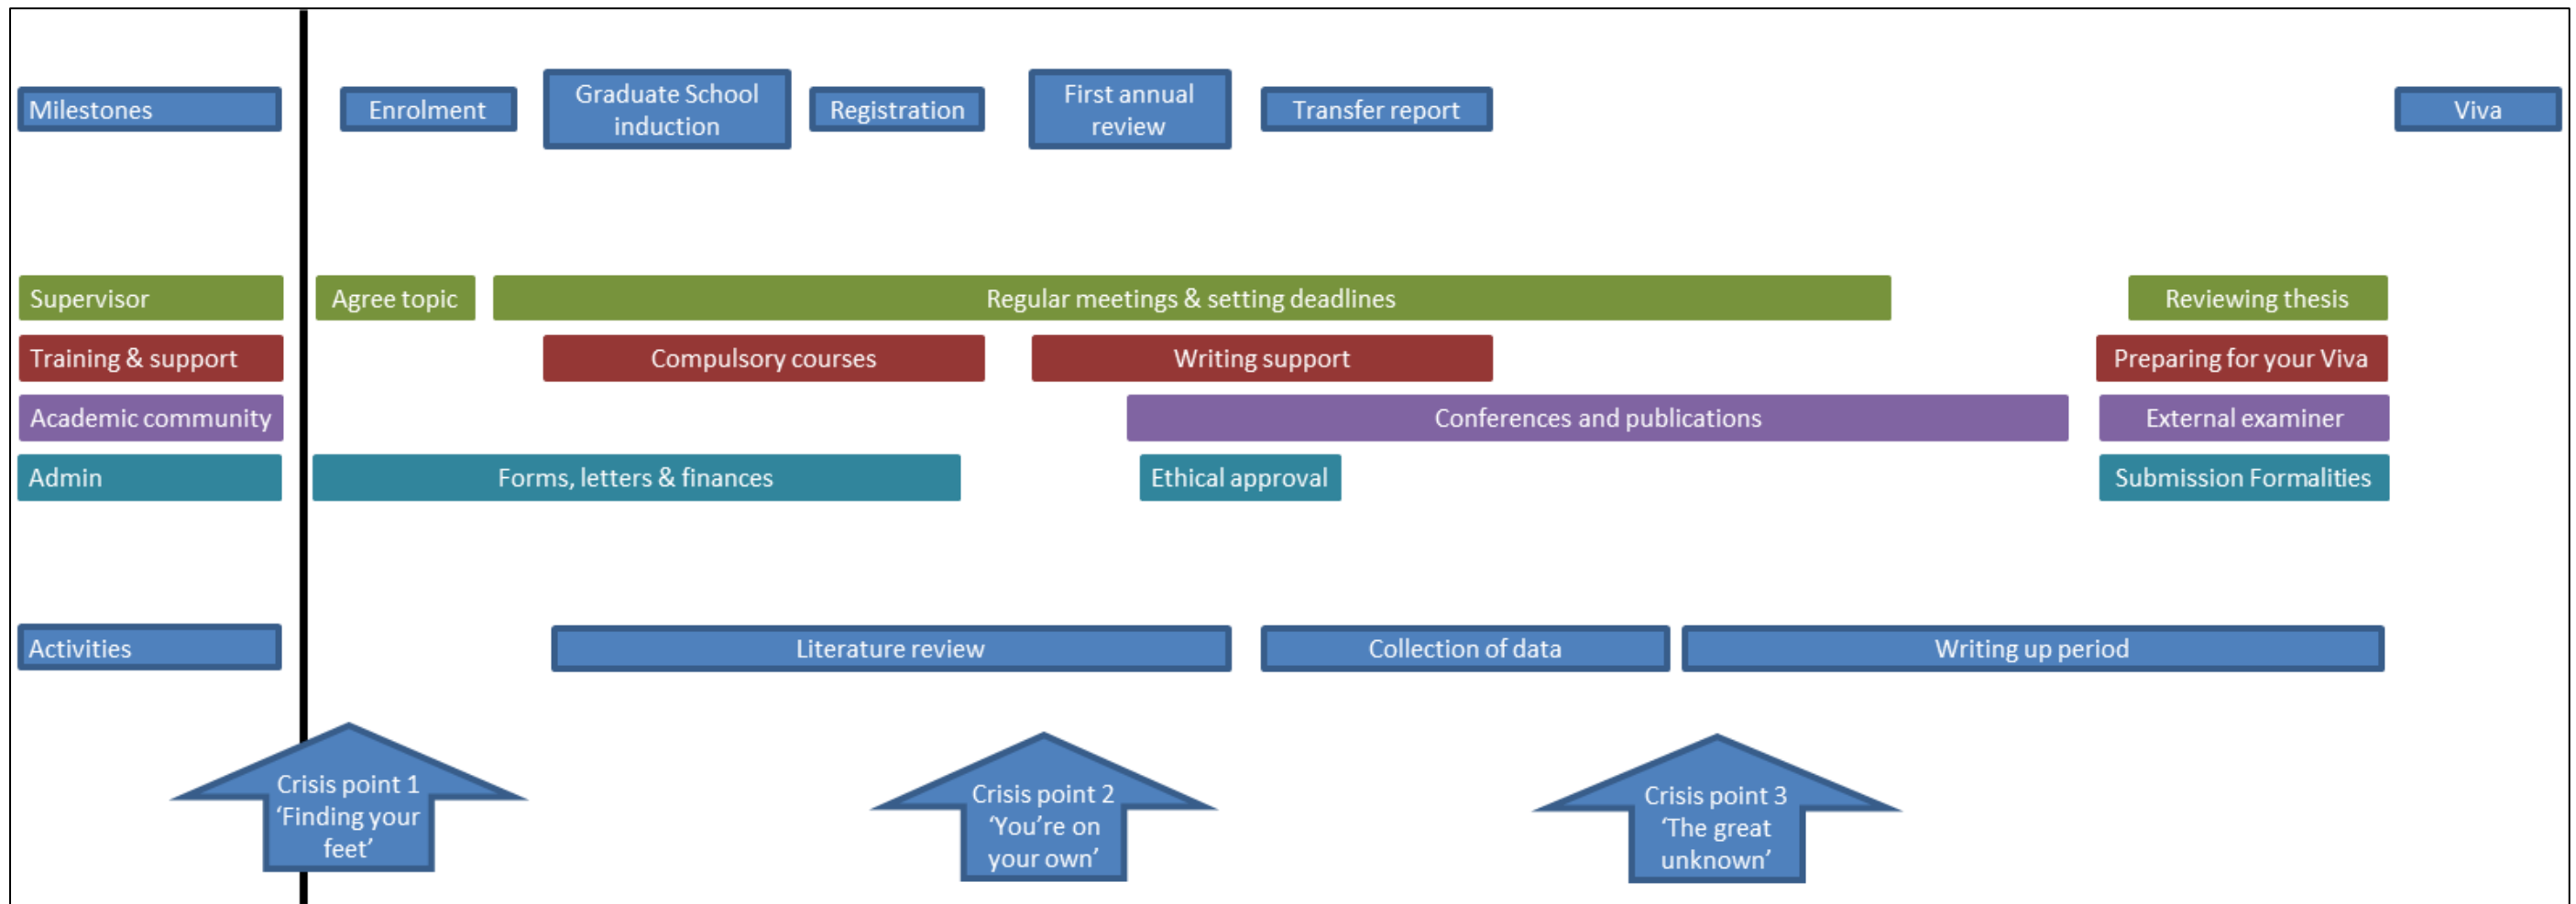 Milestones
Enrolment
Graduate School
induction
Registration
First annual
review
Transfer report
Viva
Supervisor
Agree topic
Regular meetings & setting deadlines
Reviewing thesis
Training & support
Compulsory courses
Writing support
Preparing for your Viva
Academic community
Conferences and publications
External examiner
Admin
Forms, letters & finances
Ethical approval
Submission Formalities
Activities
Literature review
Collection of data
Writing up period
Crisis point 1
‘Finding your
feet’
Crisis point 2
‘You’re on
your own’
Crisis point 3
‘The great
unknown’